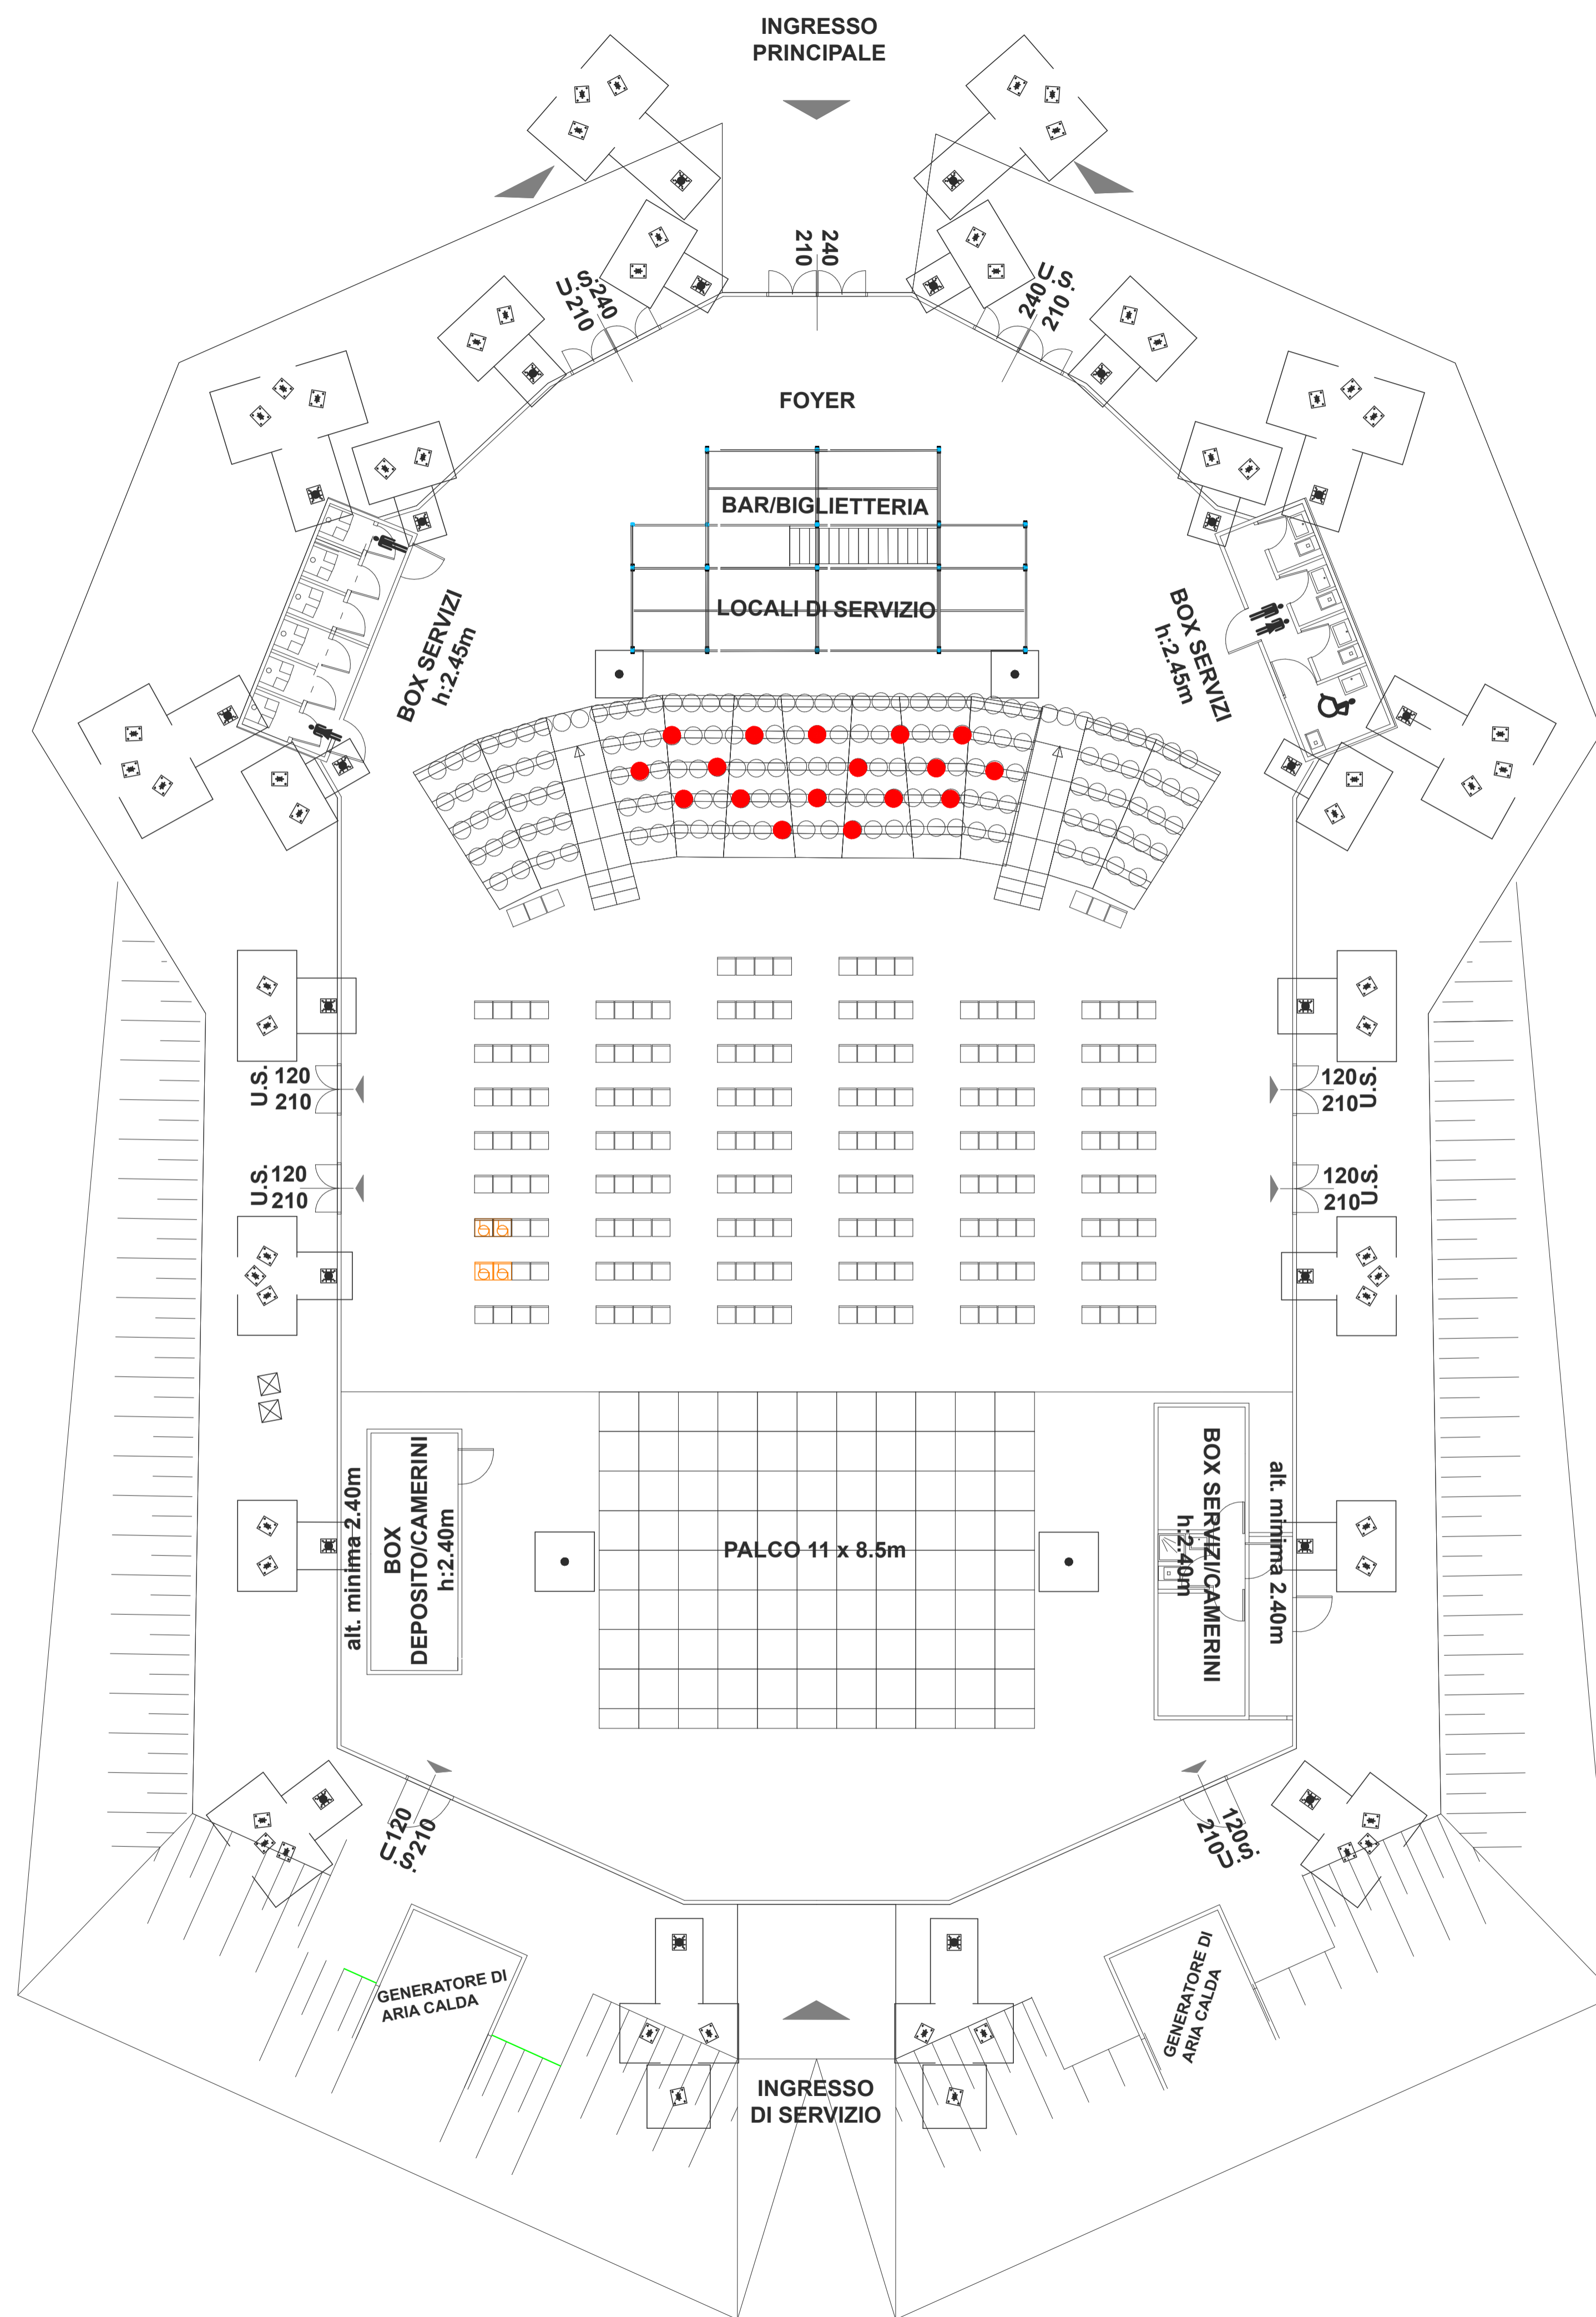 INGRESSO
PRINCIPALE
210
240
U.S.240
U.210
U.S.
240
210
FOYER
BAR/BIGLIETTERIA
LOCALI DI SERVIZIO
BOX SERVIZI
h:2.45m
BOX SERVIZI
h:2.45m
U.S. 120
210
120 U.S.
210
U.S. 120
210
120 U.S.
210
alt. minima 2.40m
BOX
DEPOSITO/CAMERINI
h:2.40m
PALCO 11 x 8.5m
BOX SERVIZI/CAMERINI
h:2.40m
alt. minima 2.40m
U.120
S.210
120S.
210U.
GENERATORE DI
ARIA CALDA
GENERATORE DI
ARIA CALDA
INGRESSO
DI SERVIZIO